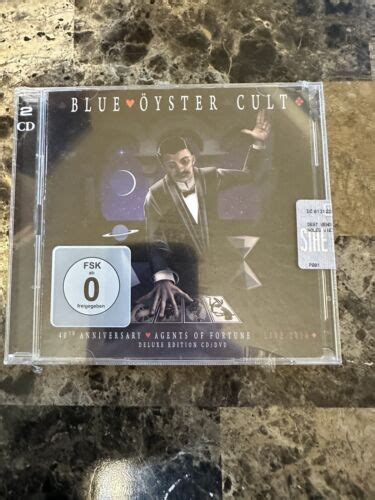 BLUE♥ÖYSTER CULT♣
2
CD
FSK
ab
0
freigegeben
40TH ANNIVERSARY ♥ AGENTS OF FORTUNE LIVE 2016 ♦
DELUXE EDITION CD/DVD